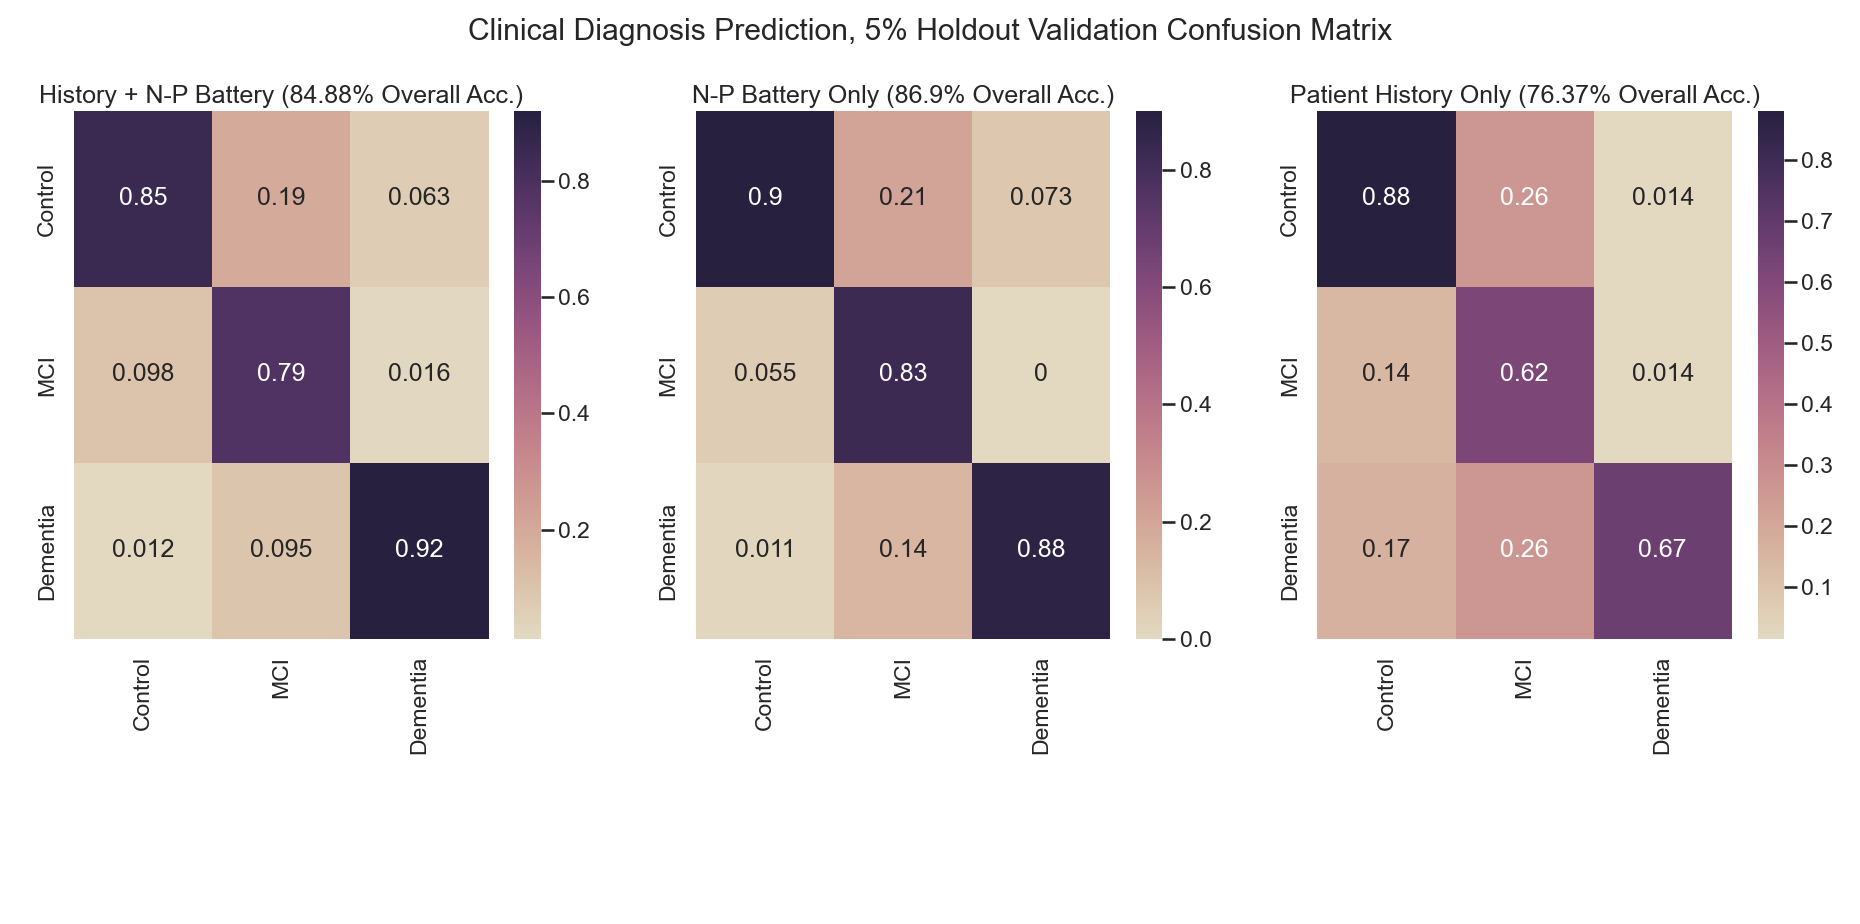 Clinical Diagnosis Prediction, 5% Holdout Validation Confusion Matrix
History + N-P Battery (84.88% Overall Acc.)
Control
MCI
Dementia
0.85 0.19 0.063
0.098 0.79 0.016
0.012 0.095 0.92
Control MCI Dementia
0.8
0.6
0.4
0.2
N-P Battery Only (86.9% Overall Acc.)
Control
MCI
Dementia
0.9 0.21 0.073
0.055 0.83 0
0.011 0.14 0.88
Control MCI Dementia
0.8
0.6
0.4
0.2
0.0
Patient History Only (76.37% Overall Acc.)
Control
MCI
Dementia
0.88 0.26 0.014
0.14 0.62 0.014
0.17 0.26 0.67
Control MCI Dementia
0.8
0.7
0.6
0.5
0.4
0.3
0.2
0.1